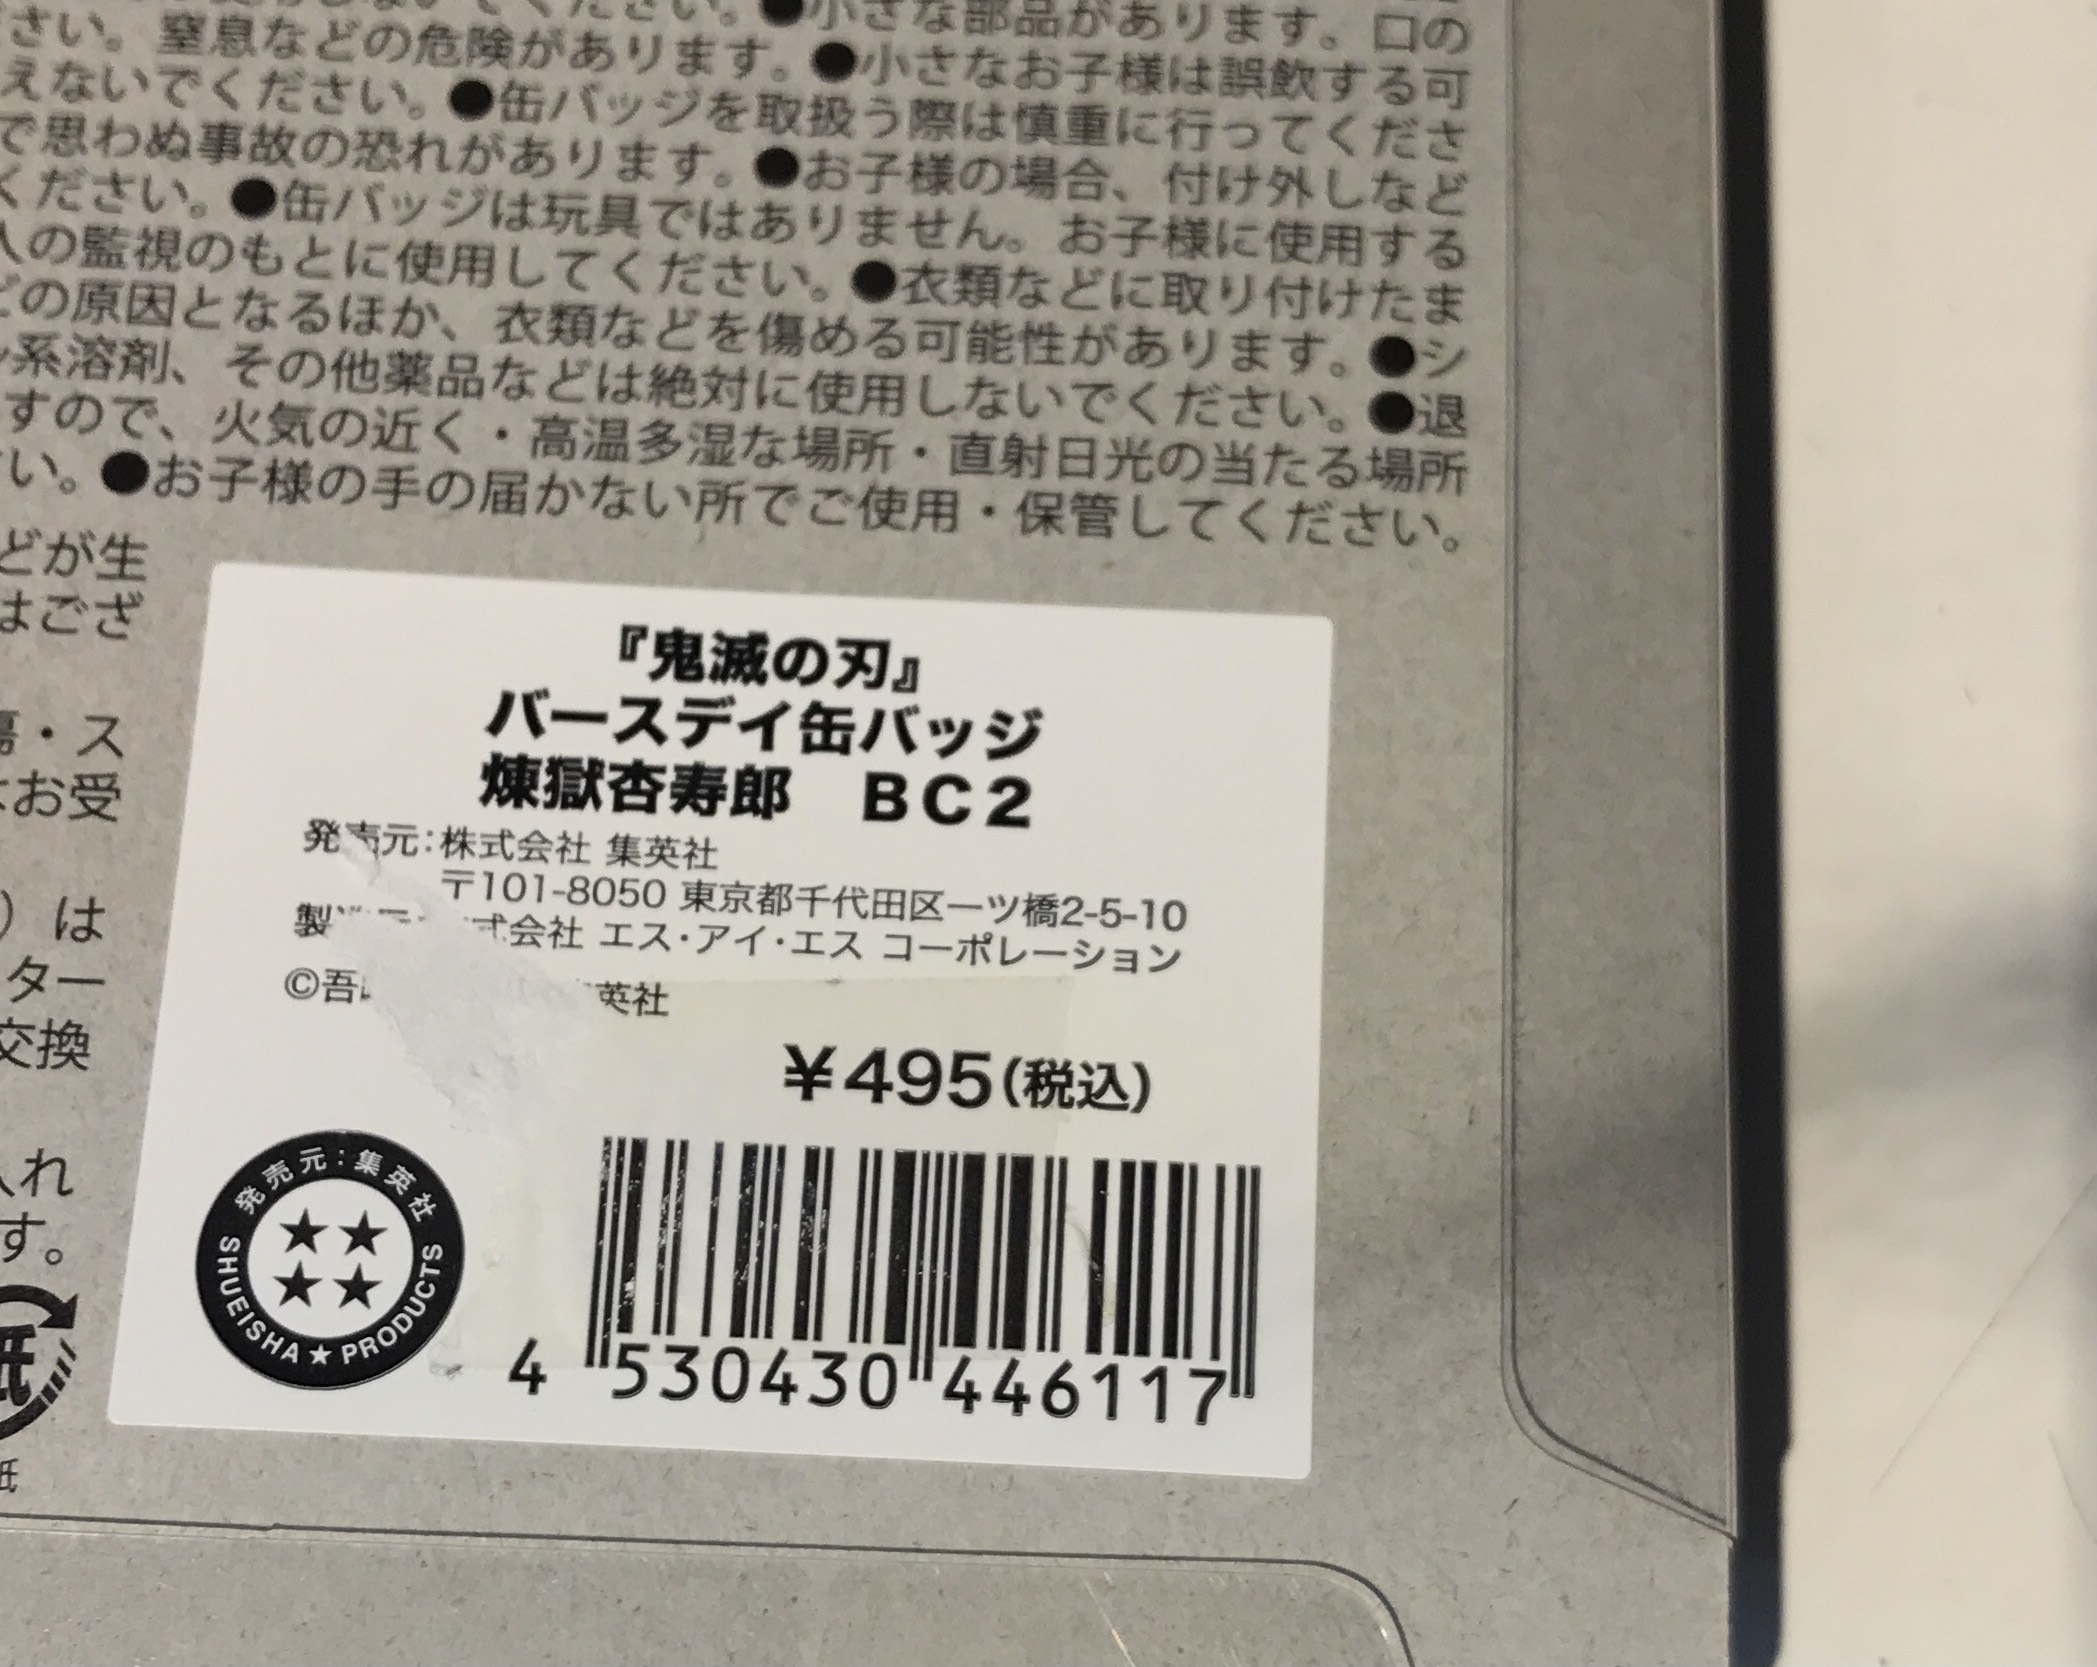 ください。●小さな部品があります。口の
さい。窒息などの危険があります。●小さなお子様は誤飲する可
えないでください。●缶バッジを取扱う際は慎重に行ってくださ
で思わぬ事故の恐れがあります。●お子様の場合、付け外しなど
ください。●缶バッジは玩具ではありません。お子様に使用する
人の監視のもとに使用してください。●衣類などに取り付けたま
どの原因となるほか、衣類などを傷める可能性があります。●シ
系溶剤、その他薬品などは絶対に使用しないでください。●退
すので、火気の近く・高温多湿な場所・直射日光の当たる場所
い。●お子様の手の届かない所でご使用・保管してください。
どが生
はござ
・ス
お受
）は
ター
交換
入れ
す。
紙
紙
『鬼滅の刃』
バースデイ缶バッジ
煉獄杏寿郎 BC2
発売元:株式会社 集英社
〒101-8050 東京都千代田区一ツ橋2-5-10
製 式会社 エス・アイ・エス コーポレーション
©吾 英社
¥495(税込)
発売元:集英社
SHUEISHA★PRODUCTS
4 530430 446117